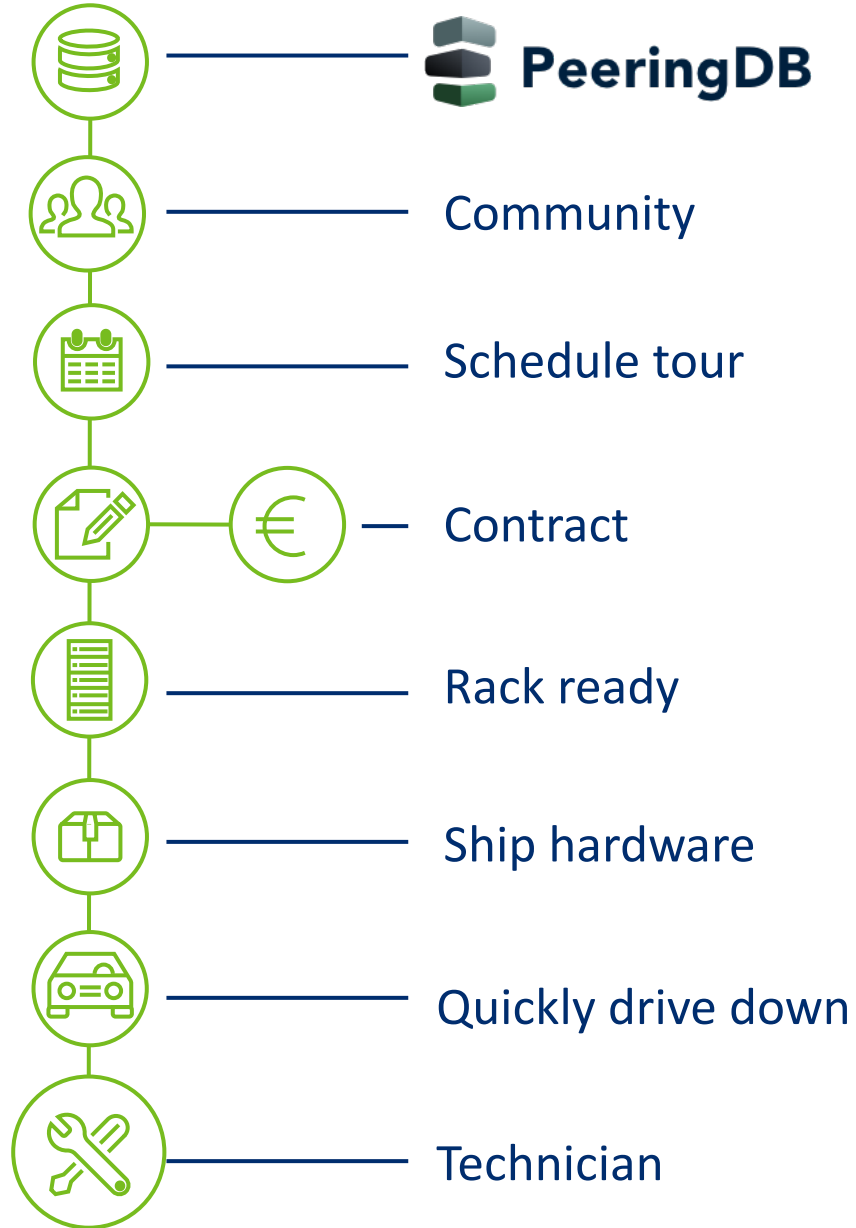 PeeringDB
Community
Schedule tour
€
Contract
Rack ready
Ship hardware
Quickly drive down
Technician